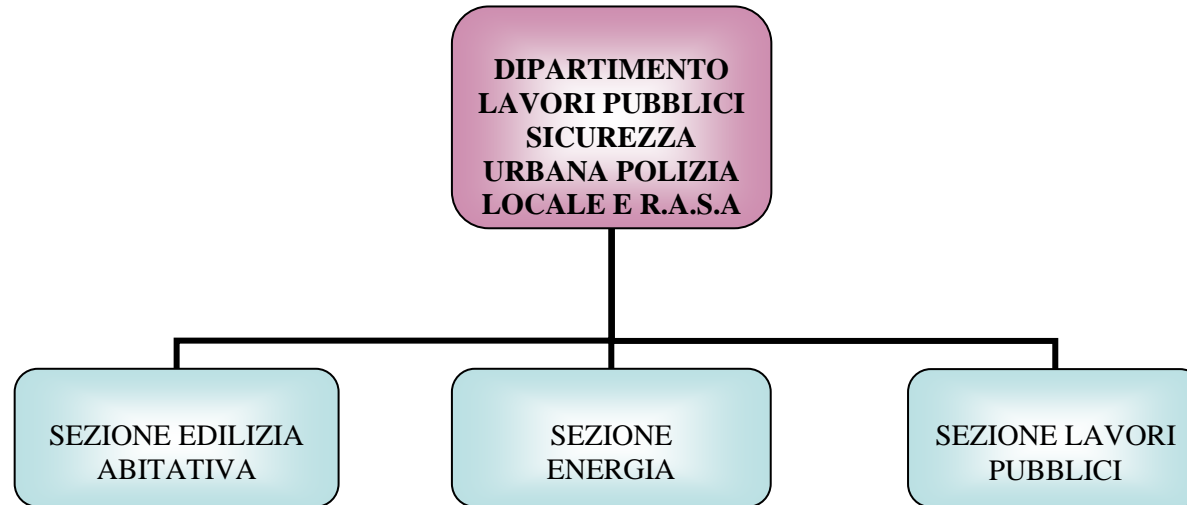 DIPARTIMENTO
LAVORI PUBBLICI
SICUREZZA
URBANA POLIZIA
LOCALE E R.A.S.A
SEZIONE EDILIZIA
ABITATIVA
SEZIONE
ENERGIA
SEZIONE LAVORI
PUBBLICI